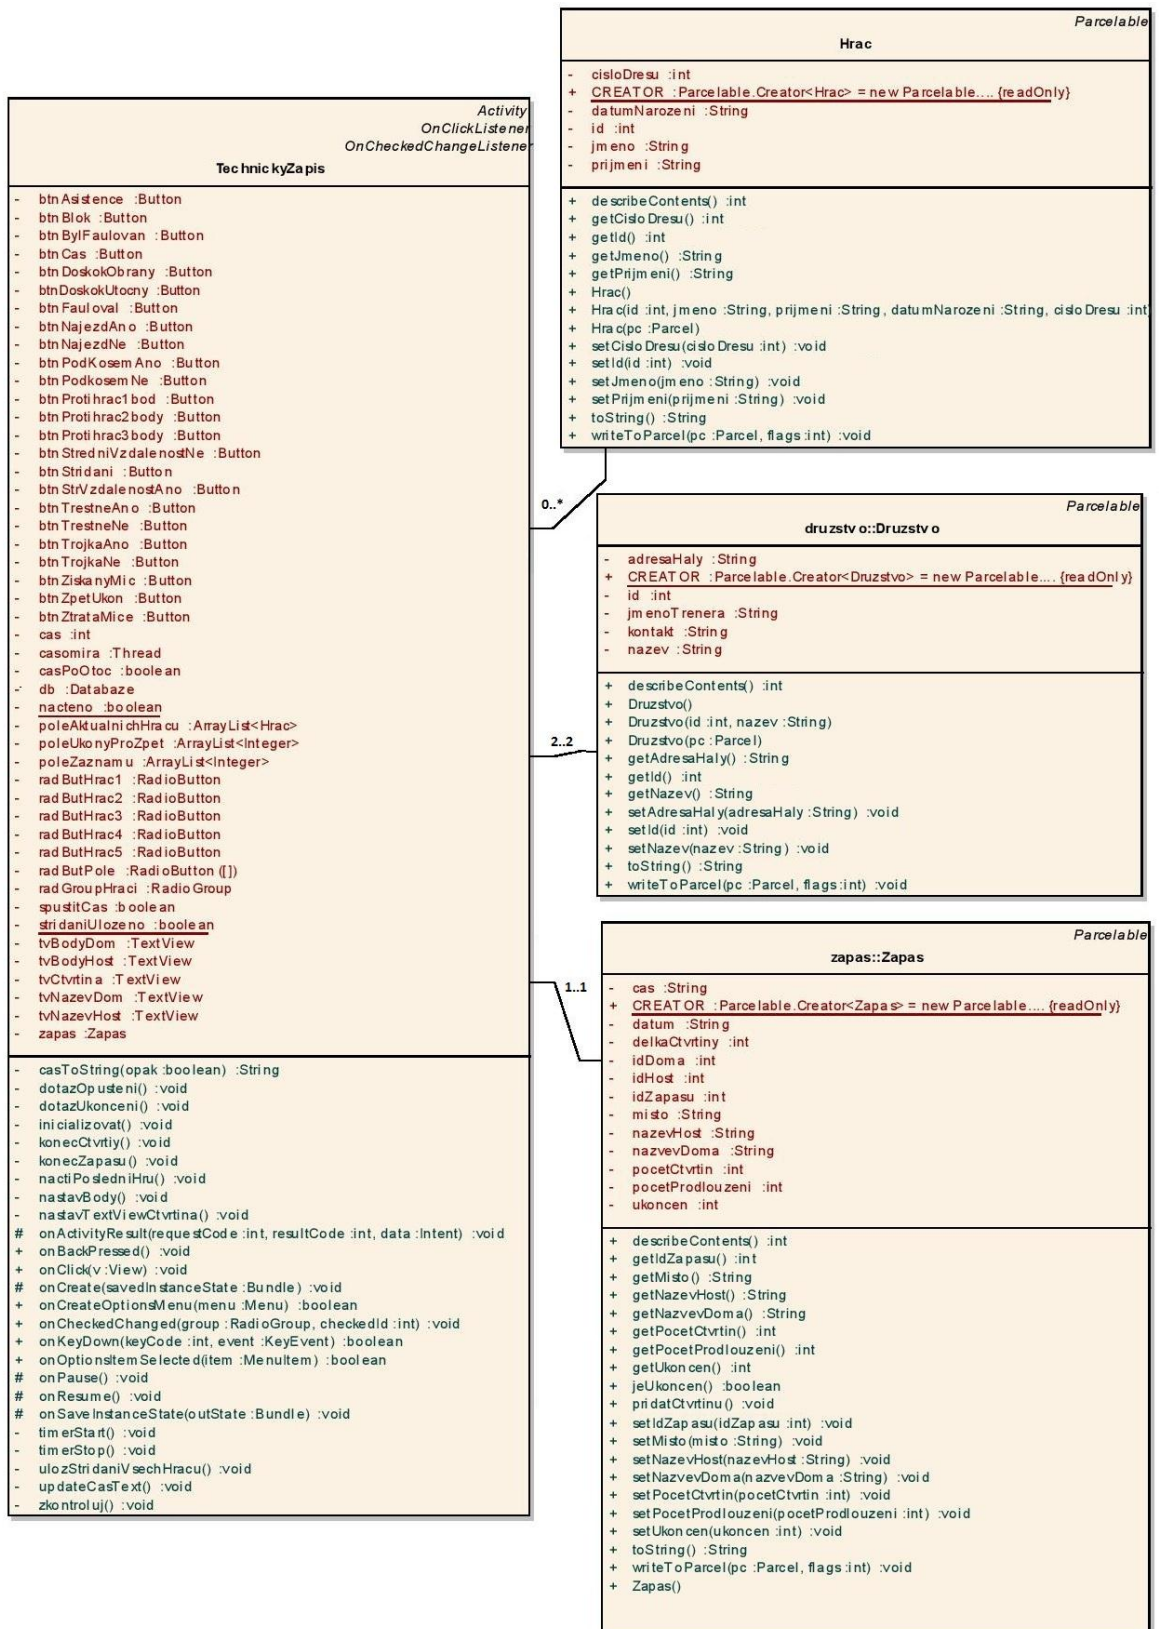 Activity
OnClickListener
OnCheckedChangeListener
TechnickyZapis
- btnAsistence :Button
- btnBlok :Button
- btnBylFaulovan :Button
- btnCas :Button
- btnDoskokObrany :Button
- btnDoskokUtocny :Button
- btnFauloval :Button
- btnNajezdAno :Button
- btnNajezdNe :Button
- btnPodKosemAno :Button
- btnPodkosemNe :Button
- btnProtihrac1bod :Button
- btnProtihrac2body :Button
- btnProtihrac3body :Button
- btnStredniVzdalenostNe :Button
- btnStridani :Button
- btnStrVzdalenostAno :Button
- btnTrestneAno :Button
- btnTrestneNe :Button
- btnTrojkaAno :Button
- btnTrojkaNe :Button
- btnZiskanyMic :Button
- btnZpetUkon :Button
- btnZtrataMice :Button
- cas :int
- casomira :Thread
- casPoOtoc :boolean
- db :Databaze
- nacteno :boolean
- poleAktualnichHracu :ArrayList<Hrac>
- poleUkonyProZpet :ArrayList<Integer>
- poleZaznamu :ArrayList<Integer>
- radButHrac1 :RadioButton
- radButHrac2 :RadioButton
- radButHrac3 :RadioButton
- radButHrac4 :RadioButton
- radButHrac5 :RadioButton
- radButPole :RadioButton ([])
- radGroupHraci :RadioGroup
- spustitCas :boolean
- stridaniUlozeno :boolean
- tvBodyDom :TextView
- tvBodyHost :TextView
- tvCtvrtina :TextView
- tvNazevDom :TextView
- tvNazevHost :TextView
- zapas :Zapas
- casToString(opak :boolean) :String
- dotazOpusteni() :void
- dotazUkonceni() :void
- inicializovat() :void
- konecCtvrtiy() :void
- konecZapasu() :void
- nactiPosledniHru() :void
- nastavBody() :void
- nastavTextViewCtvrtina() :void
# onActivityResult(requestCode :int, resultCode :int, data :Intent) :void
+ onBackPressed() :void
+ onClick(v :View) :void
# onCreate(savedInstanceState :Bundle) :void
+ onCreateOptionsMenu(menu :Menu) :boolean
+ onCheckedChanged(group :RadioGroup, checkedId :int) :void
+ onKeyDown(keyCode :int, event :KeyEvent) :boolean
+ onOptionsItemSelected(item :MenuItem) :boolean
# onPause() :void
# onResume() :void
# onSaveInstanceState(outState :Bundle) :void
- timerStart() :void
- timerStop() :void
- ulozStridaniVsechHracu() :void
- updateCasText() :void
- zkontroluj() :void
0..*
2..2
1..1
Parcelable
Hrac
- cisloDresu :int
+ CREATOR :Parcelable.Creator<Hrac> = new Parcelable.... {readOnly}
- datumNarozeni :String
- id :int
- jmeno :String
- prijmeni :String
+ describeContents() :int
+ getCisloDresu() :int
+ getId() :int
+ getJmeno() :String
+ getPrijmeni() :String
+ Hrac()
+ Hrac(id :int, jmeno :String, prijmeni :String, datumNarozeni :String, cisloDresu :int)
+ Hrac(pc :Parcel)
+ setCisloDresu(cisloDresu :int) :void
+ setId(id :int) :void
+ setJmeno(jmeno :String) :void
+ setPrijmeni(prijmeni :String) :void
+ toString() :String
+ writeToParcel(pc :Parcel, flags :int) :void
Parcelable
druzstvo::Druzstvo
- adresaHaly :String
+ CREATOR :Parcelable.Creator<Druzstvo> = new Parcelable.... {readOnly}
- id :int
- jmenoTrenera :String
- kontakt :String
- nazev :String
+ describeContents() :int
+ Druzstvo()
+ Druzstvo(id :int, nazev :String)
+ Druzstvo(pc :Parcel)
+ getAdresaHaly() :String
+ getId() :int
+ getNazev() :String
+ setAdresaHaly(adresaHaly :String) :void
+ setId(id :int) :void
+ setNazev(nazev :String) :void
+ toString() :String
+ writeToParcel(pc :Parcel, flags :int) :void
Parcelable
zapas::Zapas
- cas :String
+ CREATOR :Parcelable.Creator<Zapas> = new Parcelable.... {readOnly}
- datum :String
- delkaCtvrtiny :int
- idDoma :int
- idHost :int
- idZapasu :int
- misto :String
- nazevHost :String
- nazvevDoma :String
- pocetCtvrtin :int
- pocetProdlouzeni :int
- ukoncen :int
+ describeContents() :int
+ getIdZapasu() :int
+ getMisto() :String
+ getNazevHost() :String
+ getNazvevDoma() :String
+ getPocetCtvrtin() :int
+ getPocetProdlouzeni() :int
+ getUkoncen() :int
+ jeUkoncen() :boolean
+ pridatCtvrtinu() :void
+ setIdZapasu(idZapasu :int) :void
+ setMisto(misto :String) :void
+ setNazevHost(nazevHost :String) :void
+ setNazvevDoma(nazvevDoma :String) :void
+ setPocetCtvrtin(pocetCtvrtin :int) :void
+ setPocetProdlouzeni(pocetProdlouzeni :int) :void
+ setUkoncen(ukoncen :int) :void
+ toString() :String
+ writeToParcel(pc :Parcel, flags :int) :void
+ Zapas()